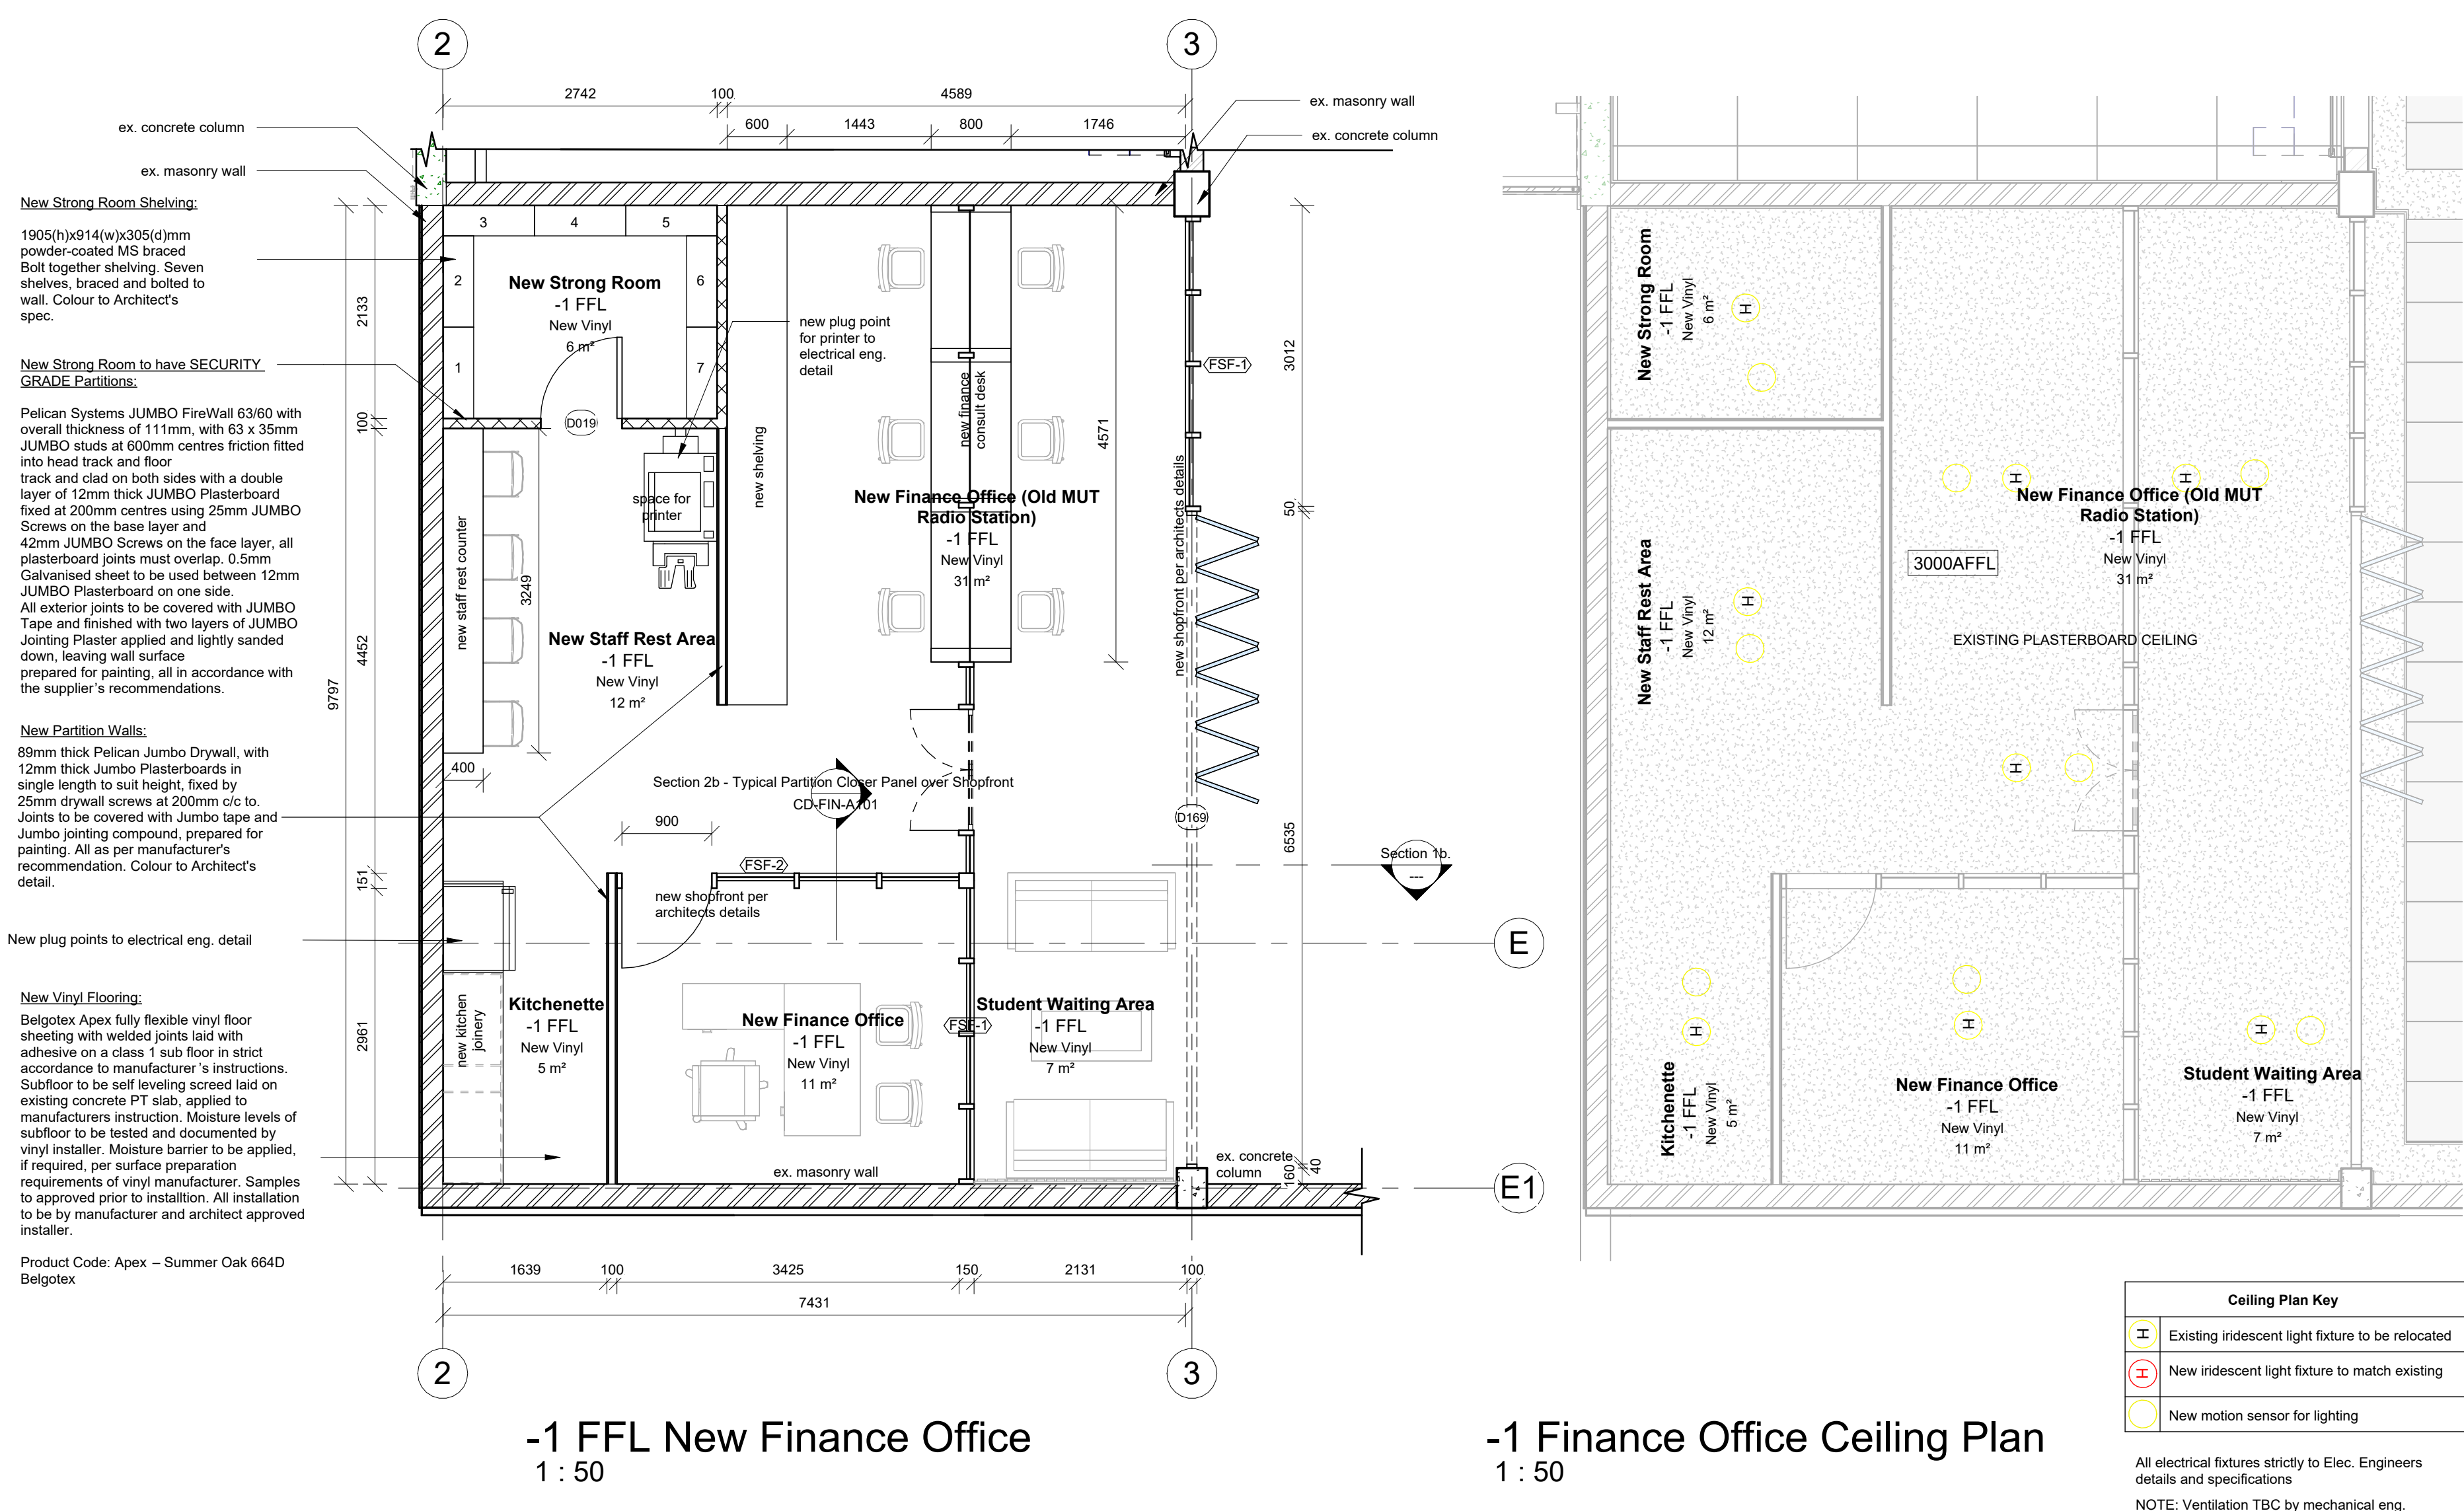 2
3
2742
100
4589
600
1443
800
1746
ex. concrete column
ex. masonry wall
ex. masonry wall
ex. concrete column
New Strong Room Shelving:
1905(h)x914(w)x305(d)mm
powder-coated MS braced
Bolt together shelving. Seven
shelves, braced and bolted to
wall. Colour to Architect's
spec.
New Strong Room to have SECURITY
GRADE Partitions:
Pelican Systems JUMBO FireWall 63/60 with
overall thickness of 111mm, with 63 x 35mm
JUMBO studs at 600mm centres friction fitted
into head track and floor
track and clad on both sides with a double
layer of 12mm thick JUMBO Plasterboard
fixed at 200mm centres using 25mm JUMBO
Screws on the base layer and
42mm JUMBO Screws on the face layer, all
plasterboard joints must overlap. 0.5mm
Galvanised sheet to be used between 12mm
JUMBO Plasterboard on one side.
All exterior joints to be covered with JUMBO
Tape and finished with two layers of JUMBO
Jointing Plaster applied and lightly sanded
down, leaving wall surface
prepared for painting, all in accordance with
the supplier's recommendations.
New Partition Walls:
89mm thick Pelican Jumbo Drywall, with
12mm thick Jumbo Plasterboards in
single length to suit height, fixed by
25mm drywall screws at 200mm c/c to.
Joints to be covered with Jumbo tape and
Jumbo jointing compound, prepared for
painting. All as per manufacturer's
recommendation. Colour to Architect's
detail.
New plug points to electrical eng. detail
New Vinyl Flooring:
Belgotex Apex fully flexible vinyl floor
sheeting with welded joints laid with
adhesive on a class 1 sub floor in strict
accordance to manufacturer's instructions.
Subfloor to be self leveling screed laid on
existing concrete PT slab, applied to
manufacturers instruction. Moisture levels of
subfloor to be tested and documented by
vinyl installer. Moisture barrier to be applied,
if required, per surface preparation
requirements of vinyl manufacturer. Samples
to approved prior to installtion. All installation
to be by manufacturer and architect approved
installer.
Product Code: Apex – Summer Oak 664D
Belgotex
9797
2133
100
4452
151
2961
3
4
5
2
1
6
7
New Strong Room
-1 FFL
New Vinyl
6 m²
D019
new plug point
for printer to
electrical eng.
detail
space for
printer
new shelving
new staff rest counter
3249
400
New Staff Rest Area
-1 FFL
New Vinyl
12 m²
new finance
consult desk
New Finance Office (Old MUT
Radio Station)
-1 FFL
New Vinyl
31 m²
4571
new shopfront per architects details
FSF-1
3012
50
6535
160
40
D169
Section 2b - Typical Partition Closer Panel over Shopfront
CD-FIN-A101
900
FSF-2
new shopfront per
architects details
Section 1b.
---
E
E1
new kitchen
joinery
Kitchenette
-1 FFL
New Vinyl
5 m²
New Finance Office
-1 FFL
New Vinyl
11 m²
FSF-1
Student Waiting Area
-1 FFL
New Vinyl
7 m²
ex. masonry wall
ex. concrete
column
1639
100
3425
150
2131
100
7431
2
3
-1 FFL New Finance Office
1 : 50
New Strong Room
-1 FFL
New Vinyl
6 m²
H
New Staff Rest Area
-1 FFL
New Vinyl
12 m²
H
H
H
New Finance Office (Old MUT
Radio Station)
-1 FFL
New Vinyl
31 m²
3000AFFL
EXISTING PLASTERBOARD CEILING
H
Kitchenette
-1 FFL
New Vinyl
5 m²
H
H
New Finance Office
-1 FFL
New Vinyl
11 m²
H
Student Waiting Area
-1 FFL
New Vinyl
7 m²
-1 Finance Office Ceiling Plan
1 : 50
Ceiling Plan Key
H Existing iridescent light fixture to be relocated
H New iridescent light fixture to match existing
New motion sensor for lighting
All electrical fixtures strictly to Elec. Engineers
details and specifications
NOTE: Ventilation TBC by mechanical eng.